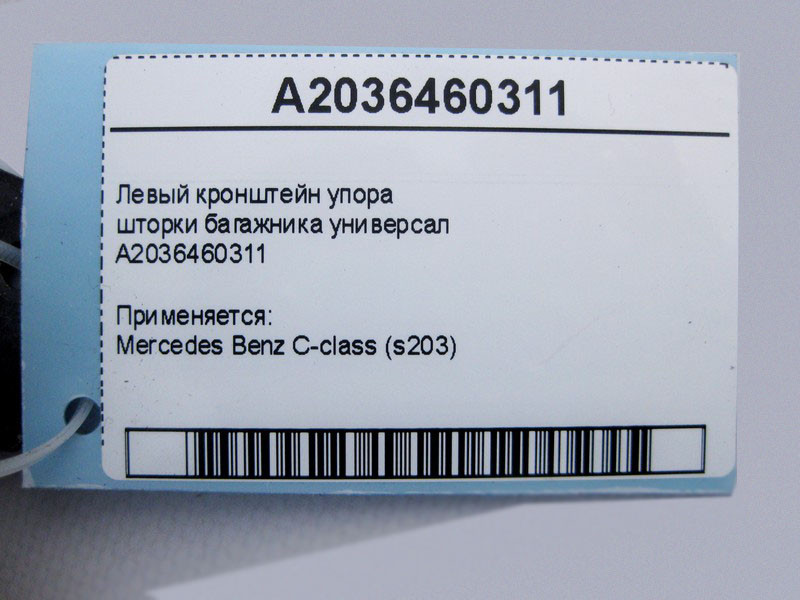 A2036460311
Левый кронштейн упора
шторки багажника универсал
A2036460311
Применяется:
Mercedes Benz C-class (s203)